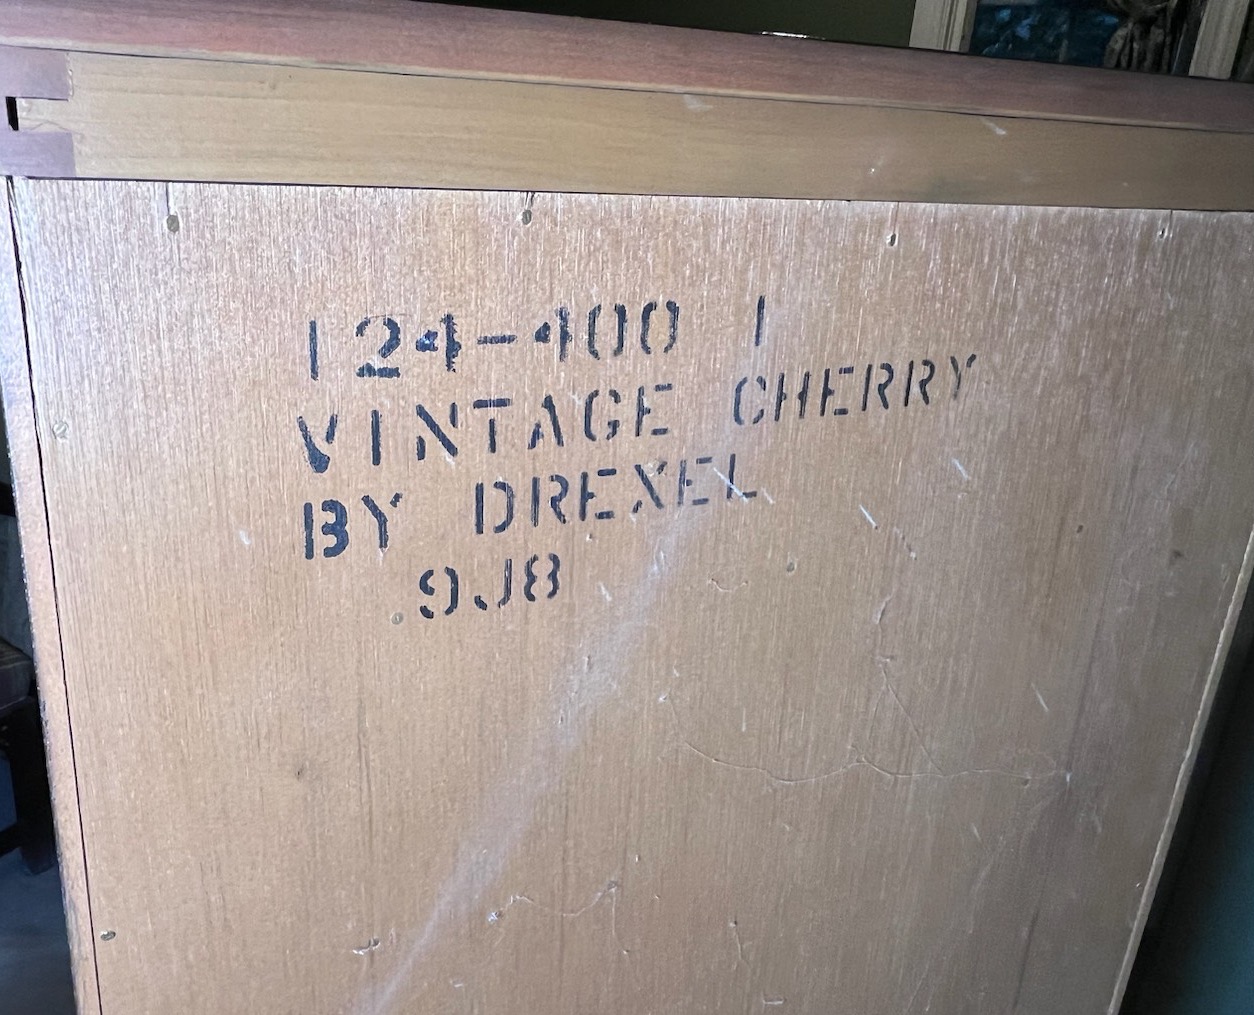 124-400 1
VINTAGE CHERRY
BY DREXEL
9J8